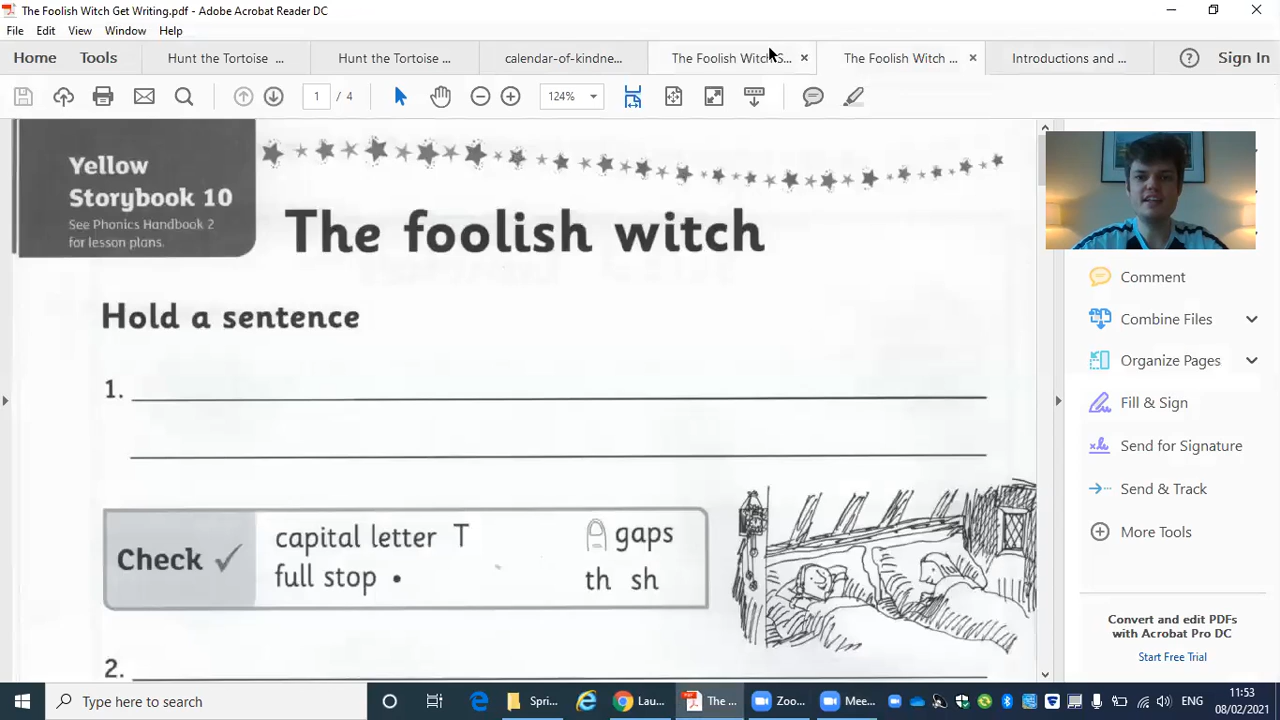 The Foolish Witch Get Writing.pdf - Adobe Acrobat Reader DC
File Edit View Window Help
Home Tools Hunt the Tortoise ... Hunt the Tortoise ... calendar-of-kindne... The Foolish Witch S... The Foolish Witch ... Introductions and ... Sign In
1 / 4 124%
Yellow
Storybook 10
See Phonics Handbook 2
for lesson plans.
The foolish witch
Hold a sentence
1.
Check ✓
capital letter T gaps
full stop • th sh
2.
Comment
Combine Files
Organize Pages
Fill & Sign
Send for Signature
Send & Track
More Tools
Convert and edit PDFs
with Acrobat Pro DC
Start Free Trial
Type here to search Spri... Lau... The ... Zoo... Mee... ENG 11:53
08/02/2021